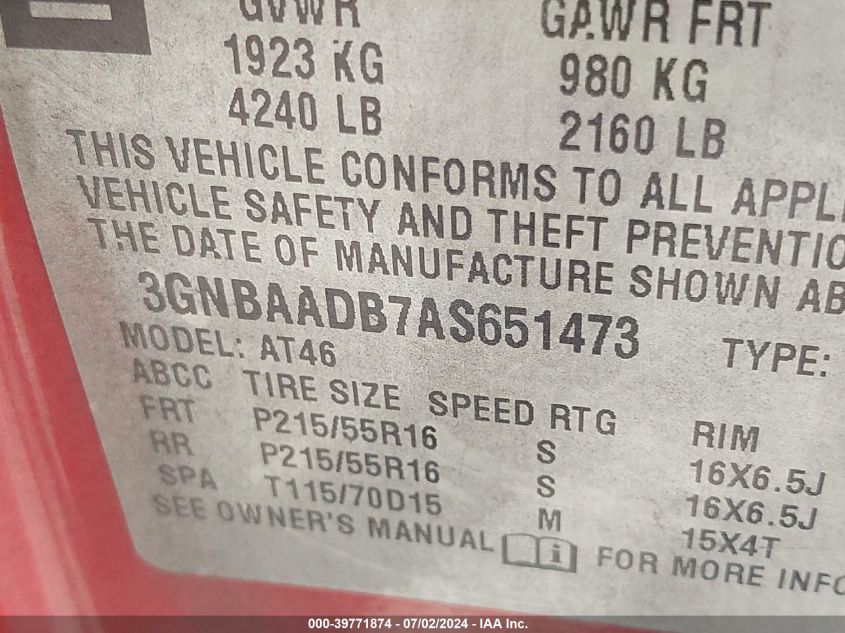 GVWR GAWR FRT
1923 KG 980 KG
4240 LB 2160 LB
THIS VEHICLE CONFORMS TO ALL APPLI
VEHICLE SAFETY AND THEFT PREVENTIO
THE DATE OF MANUFACTURE SHOWN AB
3GNBAADB7AS651473 TYPE:
MODEL: AT46
ABCC TIRE SIZE SPEED RTG RIM
FRT P215/55R16 S 16X6.5J
RR P215/55R16 S 16X6.5J
SPA T115/70D15 M 15X4T
SEE OWNER'S MANUAL i FOR MORE INFO
000-39771874 - 07/02/2024 - IAA Inc.